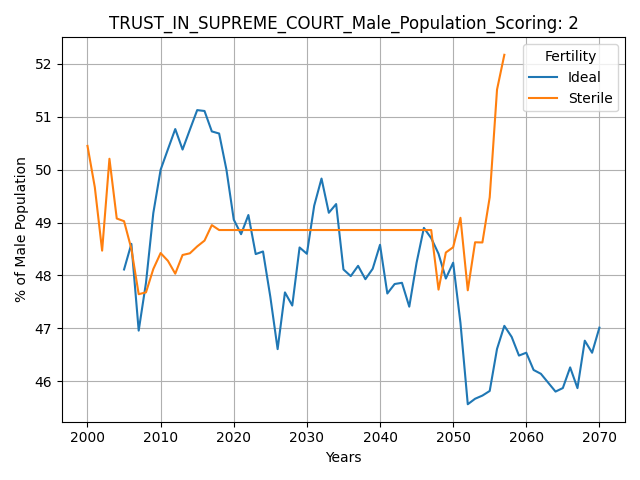 TRUST_IN_SUPREME_COURT_Male_Population_Scoring: 2
% of Male Population
52
51
50
49
48
47
46
Fertility
Ideal
Sterile
2000 2010 2020 2030 2040 2050 2060 2070
Years